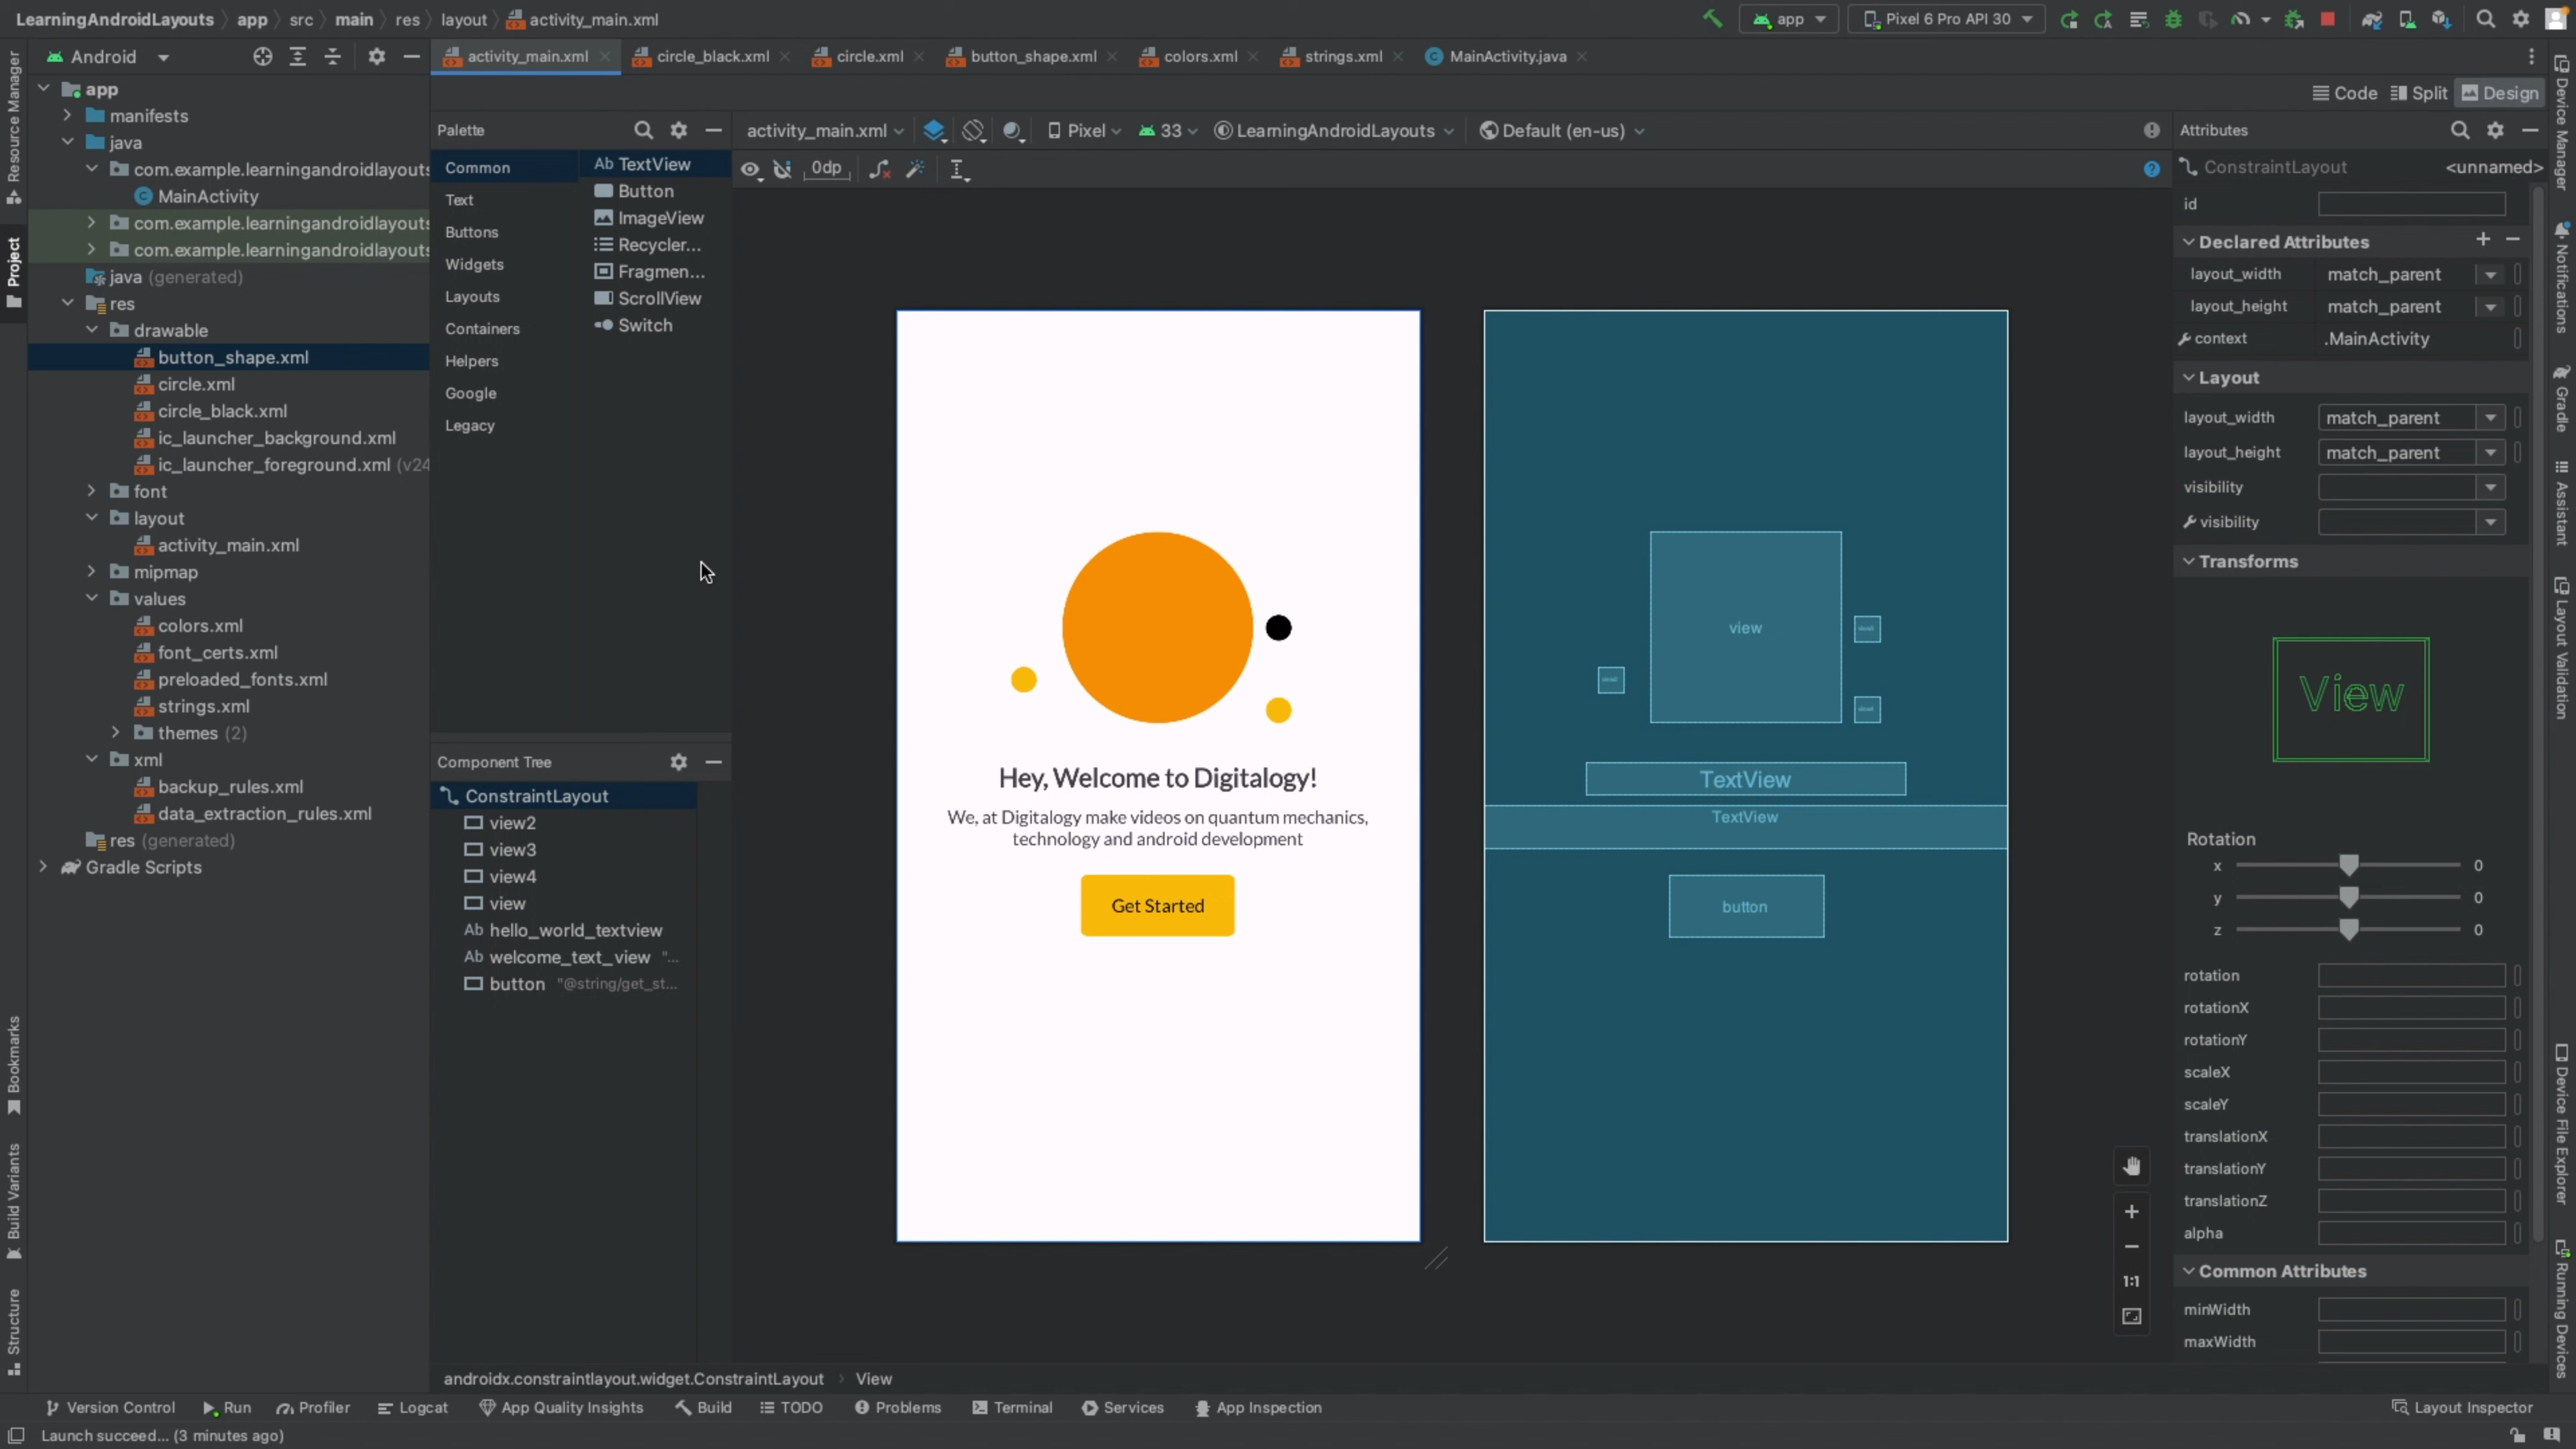 LearningAndroidLayouts app src main res layout activity_main.xml
app Pixel 6 Pro API 30
Android
activity_main.xml circle_black.xml circle.xml button_shape.xml colors.xml strings.xml MainActivity.java
Code Split Design
Resource Manager
Project
Bookmarks
Build Variants
Structure
app
manifests
java
com.example.learningandroidlayouts
MainActivity
com.example.learningandroidlayouts
com.example.learningandroidlayouts
java (generated)
res
drawable
button_shape.xml
circle.xml
circle_black.xml
ic_launcher_background.xml
ic_launcher_foreground.xml (v24
font
layout
activity_main.xml
mipmap
values
colors.xml
font_certs.xml
preloaded_fonts.xml
strings.xml
themes (2)
xml
backup_rules.xml
data_extraction_rules.xml
res (generated)
Gradle Scripts
Palette
Common
Text
Buttons
Widgets
Layouts
Containers
Helpers
Google
Legacy
Ab TextView
Button
ImageView
Recycler...
Fragmen...
ScrollView
Switch
Component Tree
ConstraintLayout
view2
view3
view4
view
Ab hello_world_textview
Ab welcome_text_view "...
button "@string/get_st...
activity_main.xml Pixel 33 LearningAndroidLayouts Default (en-us)
0dp
Hey, Welcome to Digitalogy!
We, at Digitalogy make videos on quantum mechanics,
technology and android development
Get Started
view
TextView
TextView
button
1:1
Attributes
ConstraintLayout <unnamed>
id
Declared Attributes
layout_width match_parent
layout_height match_parent
context .MainActivity
Layout
layout_width match_parent
layout_height match_parent
visibility
visibility
Transforms
View
Rotation
x 0
y 0
z 0
rotation
rotationX
rotationY
scaleX
scaleY
translationX
translationY
translationZ
alpha
Common Attributes
minWidth
maxWidth
Device Manager
Notifications
Gradle
Assistant
Layout Validation
Device File Explorer
Running Devices
androidx.constraintlayout.widget.ConstraintLayout View
Version Control Run Profiler Logcat App Quality Insights Build TODO Problems Terminal Services App Inspection Layout Inspector
Launch succeed... (3 minutes ago)